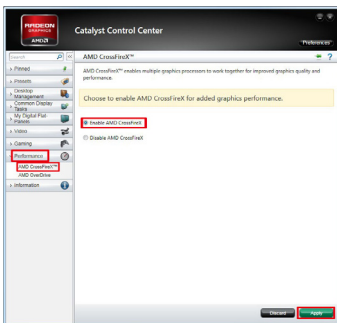 RADEON
GRAPHICS
AMD
Catalyst Control Center
Preferences
Search
AMD CrossFireX™
Pinned
AMD CrossFireX™ enables multiple graphics processors to work together for improved graphics quality and
performance.
Presets
Desktop
Management
Common Display
Tasks
My Digital Flat-
Panels
Video
Gaming
Performance
AMD CrossFireX™
AMD OverDrive
Information
Choose to enable AMD CrossFireX for added graphics performance.
Enable AMD CrossFireX
Disable AMD CrossFireX
Discard
Apply